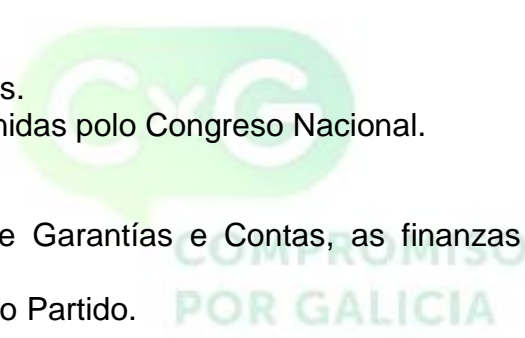 CxG
s.
nidas polo Congreso Nacional.
e Garantías e Contas, as finanzas
COMPROMISO
o Partido.
POR GALICIA